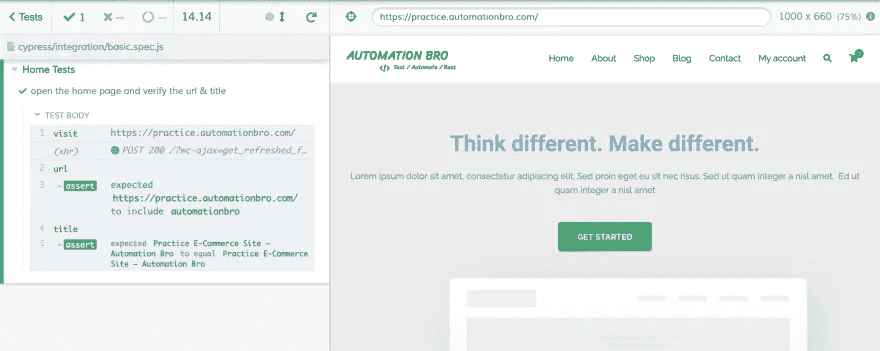 Tests 1 -- -- 14.14
https://practice.automationbro.com/ 1000 x 660 (75%)
cypress/integration/basic.spec.js
Home Tests
open the home page and verify the url & title
TEST BODY
1 visit https://practice.automationbro.com/
(xhr) POST 200 /?wc-ajax=get_refreshed_f…
2 url
3 - assert expected
https://practice.automationbro.com/
to include automationbro
4 title
5 - assert expected Practice E-Commerce Site –
Automation Bro to equal Practice E-Commerce
Site – Automation Bro
AUTOMATION BRO
</> Test / Automate / Rest
Home About Shop Blog Contact My account
Think different. Make different.
Lorem ipsum dolor sit amet, consectetur adipiscing elit. Sed proin eget eu sit nec risus. Sed ut quam integer a nisl amet. Ed ut
quam integer a nisl amet
GET STARTED